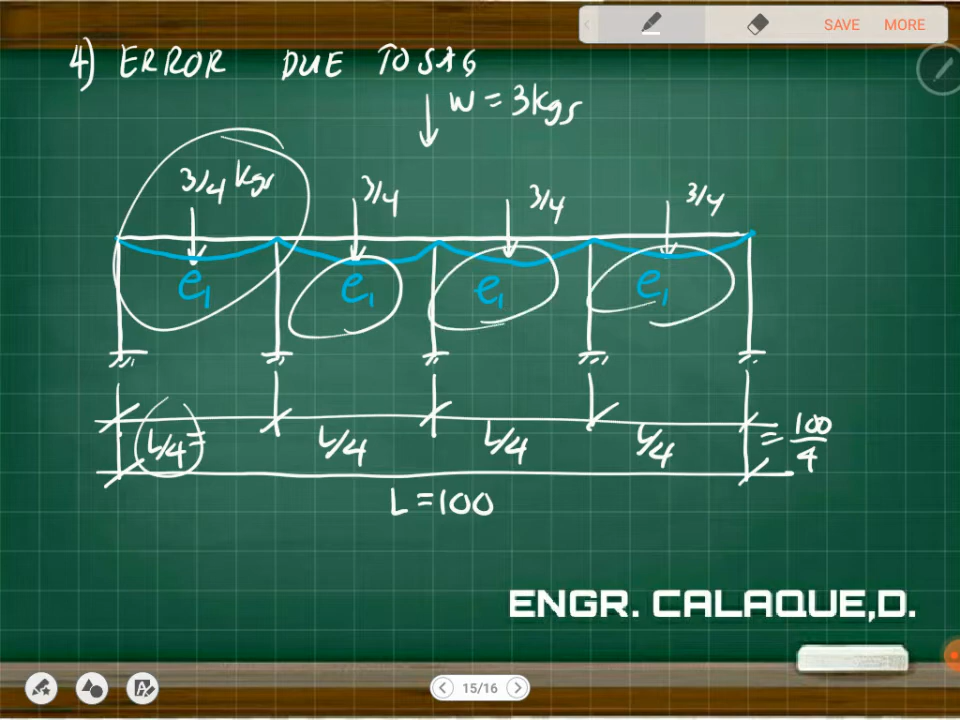 SAVE MORE
4) ERROR DUE TO SAG
W = 3kgs
3/4 kgs 3/4 3/4 3/4
e₁ e₁ e₁ e₁
L/4 = L/4 L/4 L/4 = 100/4
L = 100
ENGR. CALAQUE,D.
15/16